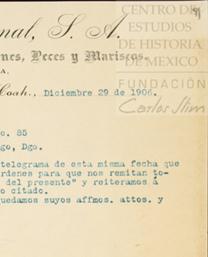 CENTRO DE
ESTUDIOS
DE HISTORIA
DE MÉXICO
FUNDACIÓN
Carlos Slim
nal, S. A.
nes, Peces y Mariscos.
A.
Coah., Diciembre 29 de 1906.
o. 85
go, Dgo.
telegrama de esta misma fecha que
rdenes para que nos remitan to-
del presente" y reiteramos á
o citado.
uedamos suyos affmos. attos. y